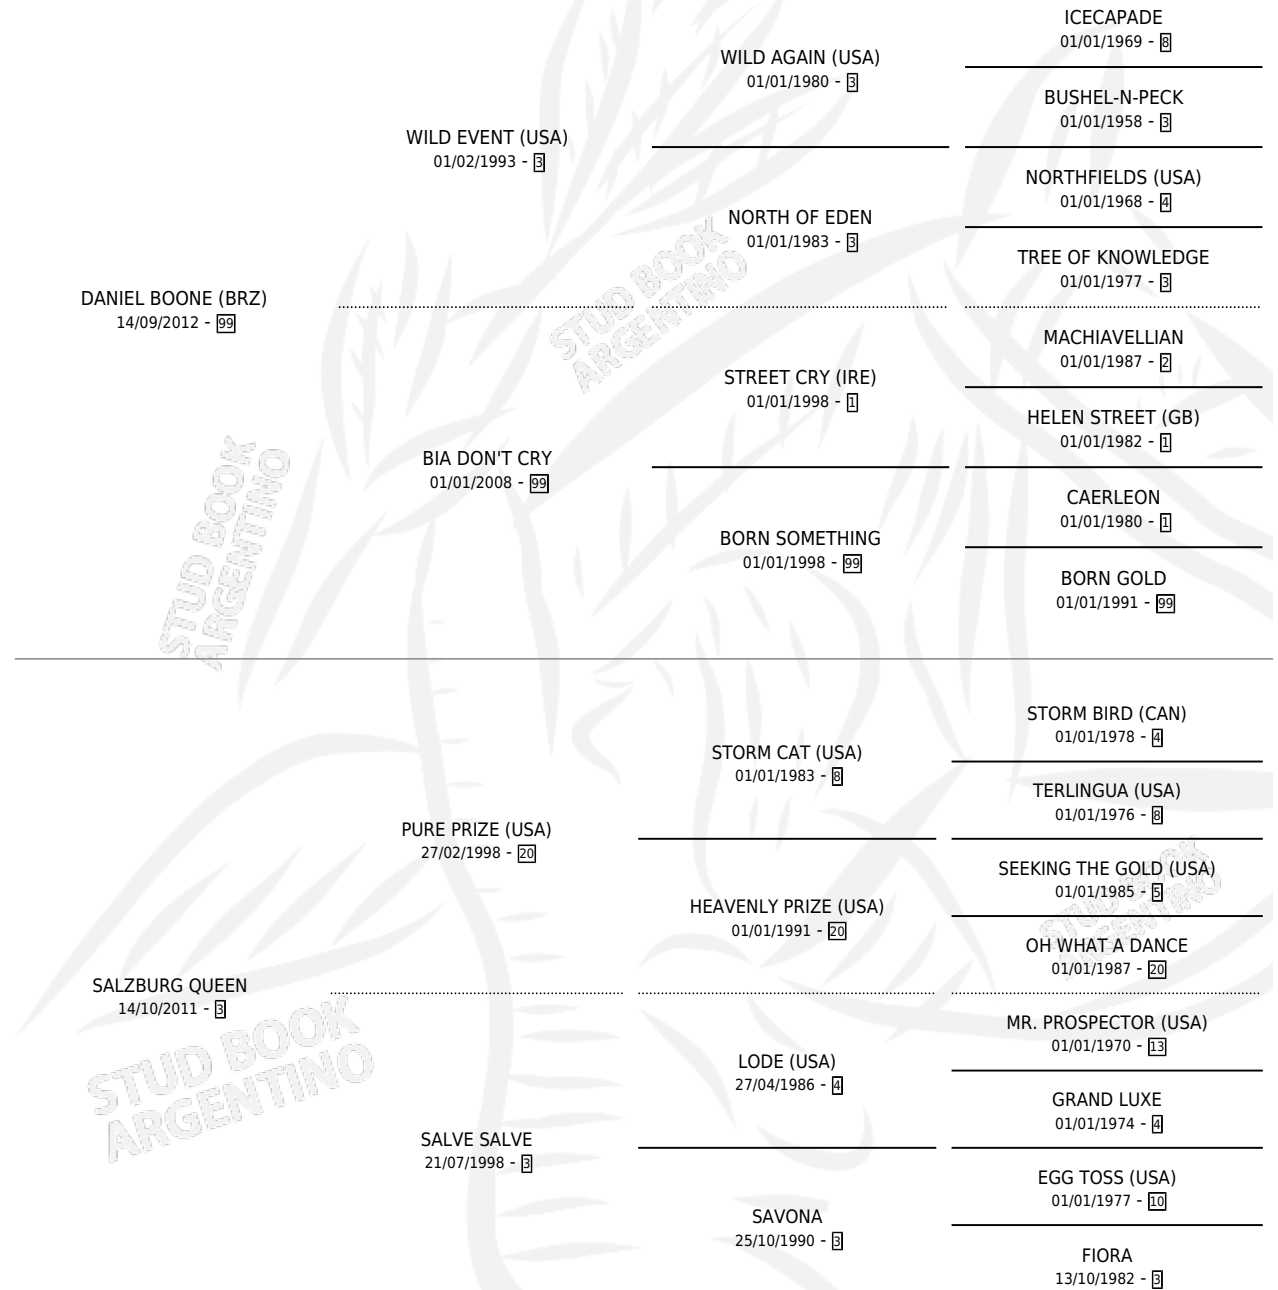 ICECAPADE
01/01/1969 - 8
WILD AGAIN (USA)
01/01/1980 - 3
BUSHEL-N-PECK
01/01/1958 - 3
WILD EVENT (USA)
01/02/1993 - 3
NORTHFIELDS (USA)
01/01/1968 - 4
NORTH OF EDEN
01/01/1983 - 3
TREE OF KNOWLEDGE
01/01/1977 - 3
DANIEL BOONE (BRZ)
14/09/2012 - 99
MACHIAVELLIAN
01/01/1987 - 2
STREET CRY (IRE)
01/01/1998 - 1
HELEN STREET (GB)
01/01/1982 - 1
BIA DON'T CRY
01/01/2008 - 99
CAERLEON
01/01/1980 - 1
BORN SOMETHING
01/01/1998 - 99
BORN GOLD
01/01/1991 - 99
STORM BIRD (CAN)
01/01/1978 - 4
STORM CAT (USA)
01/01/1983 - 8
TERLINGUA (USA)
01/01/1976 - 8
PURE PRIZE (USA)
27/02/1998 - 20
SEEKING THE GOLD (USA)
01/01/1985 - 5
HEAVENLY PRIZE (USA)
01/01/1991 - 20
OH WHAT A DANCE
01/01/1987 - 20
SALZBURG QUEEN
14/10/2011 - 3
MR. PROSPECTOR (USA)
01/01/1970 - 13
LODE (USA)
27/04/1986 - 4
GRAND LUXE
01/01/1974 - 4
SALVE SALVE
21/07/1998 - 3
EGG TOSS (USA)
01/01/1977 - 10
SAVONA
25/10/1990 - 3
FIORA
13/10/1982 - 3
STUD BOOK
ARGENTINO
STUD BOOK
ARGENTINO
STUD BOOK
ARGENTINO
STUD BOOK
ARGENTINO